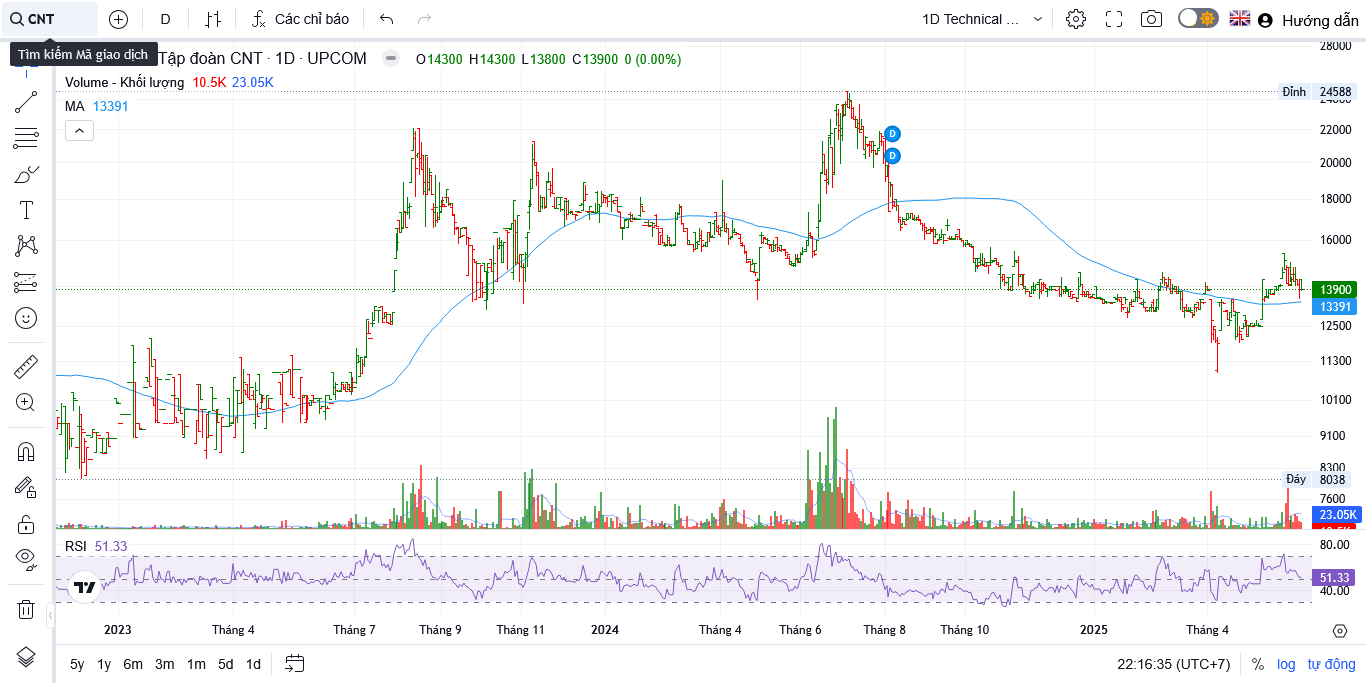 CNT
D
Các chỉ báo
1D Technical ...
Hướng dẫn
Tìm kiếm Mã giao dịch
Tập đoàn CNT · 1D · UPCOM
O14300 H14300 L13800 C13900 0 (0.00%)
Volume - Khối lượng 10.5K 23.05K
MA 13391
28000
Đỉnh 24588
24000
22000
D
D
20000
18000
16000
13900
13391
12500
11300
10100
9100
8300
Đáy 8038
7600
23.05K
RSI 51.33
80.00
51.33
40.00
2023 Tháng 4 Tháng 7 Tháng 9 Tháng 11 2024 Tháng 4 Tháng 6 Tháng 8 Tháng 10 2025 Tháng 4
5y 1y 6m 3m 1m 5d 1d
22:16:35 (UTC+7) % log tự động